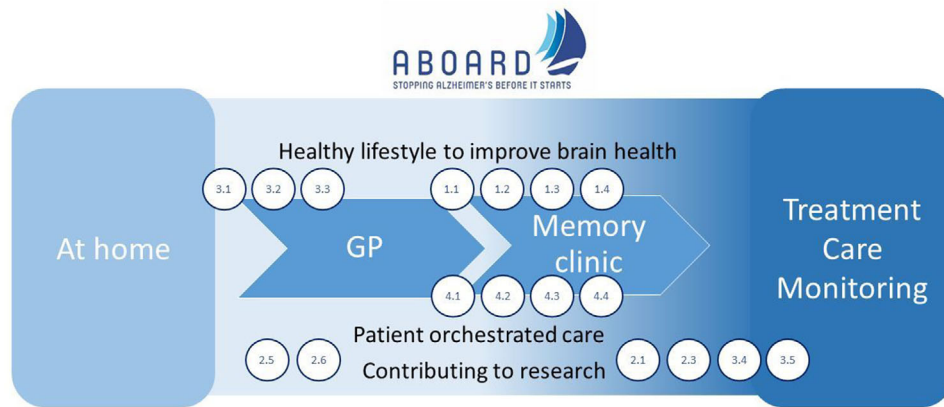 ABOARD
STOPPING ALZHEIMER'S BEFORE IT STARTS
Healthy lifestyle to improve brain health
3.1 3.2 3.3 1.1 1.2 1.3 1.4
At home
GP
Memory
clinic
Treatment
Care
Monitoring
4.1 4.2 4.3 4.4
Patient orchestrated care
2.5 2.6
Contributing to research
2.1 2.3 3.4 3.5